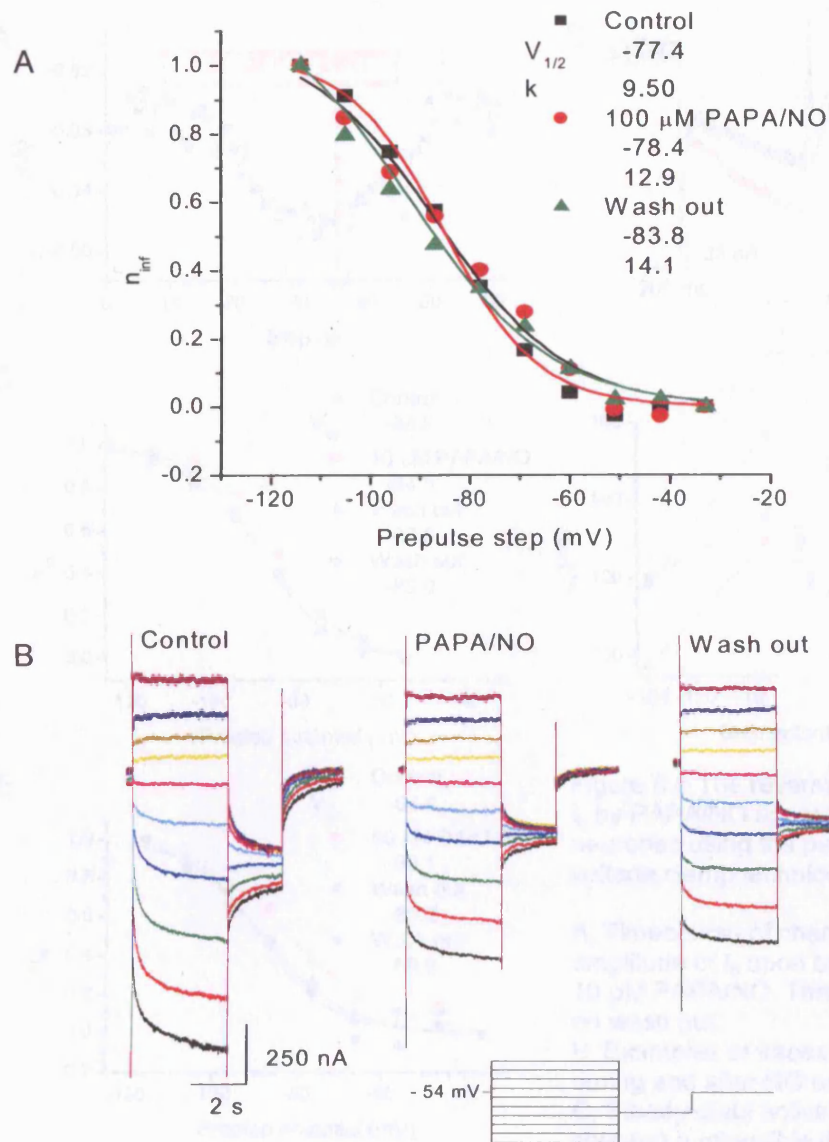 A
Control
V1/2 -77.4
k 9.50
100 μM PAPA/NO
-78.4
12.9
Wash out
-83.8
14.1
1.0
0.8
0.6
0.4
0.2
0.0
-0.2
ninf
-120 -100 -80 -60 -40 -20
Prepulse step (mV)
B
Control PAPA/NO Wash out
250 nA
2 s
- 54 mV